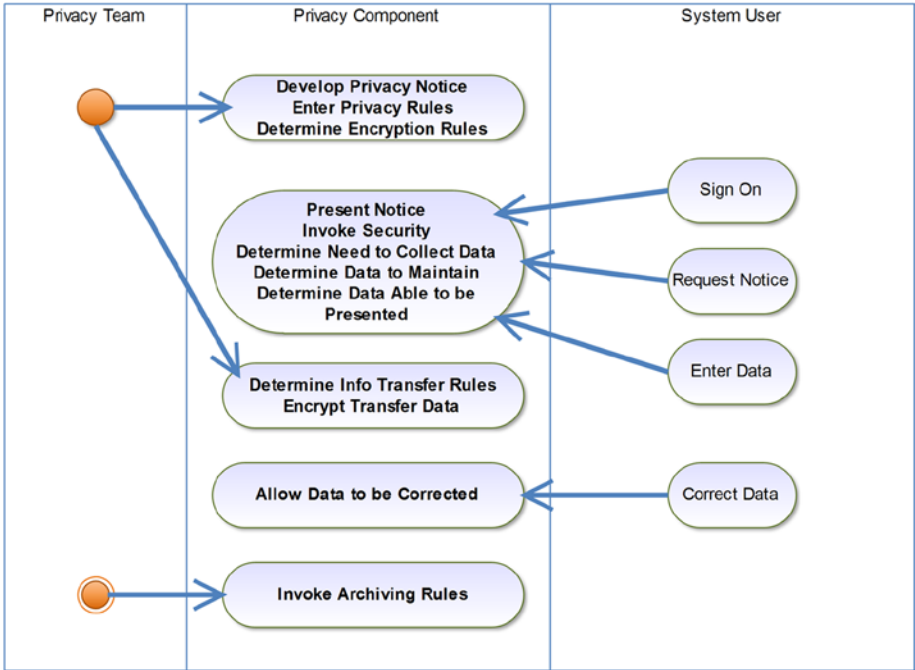 Privacy Team
Privacy Component
System User
Develop Privacy Notice
Enter Privacy Rules
Determine Encryption Rules
Sign On
Present Notice
Invoke Security
Determine Need to Collect Data
Determine Data to Maintain
Determine Data Able to be
Presented
Request Notice
Enter Data
Determine Info Transfer Rules
Encrypt Transfer Data
Allow Data to be Corrected
Correct Data
Invoke Archiving Rules